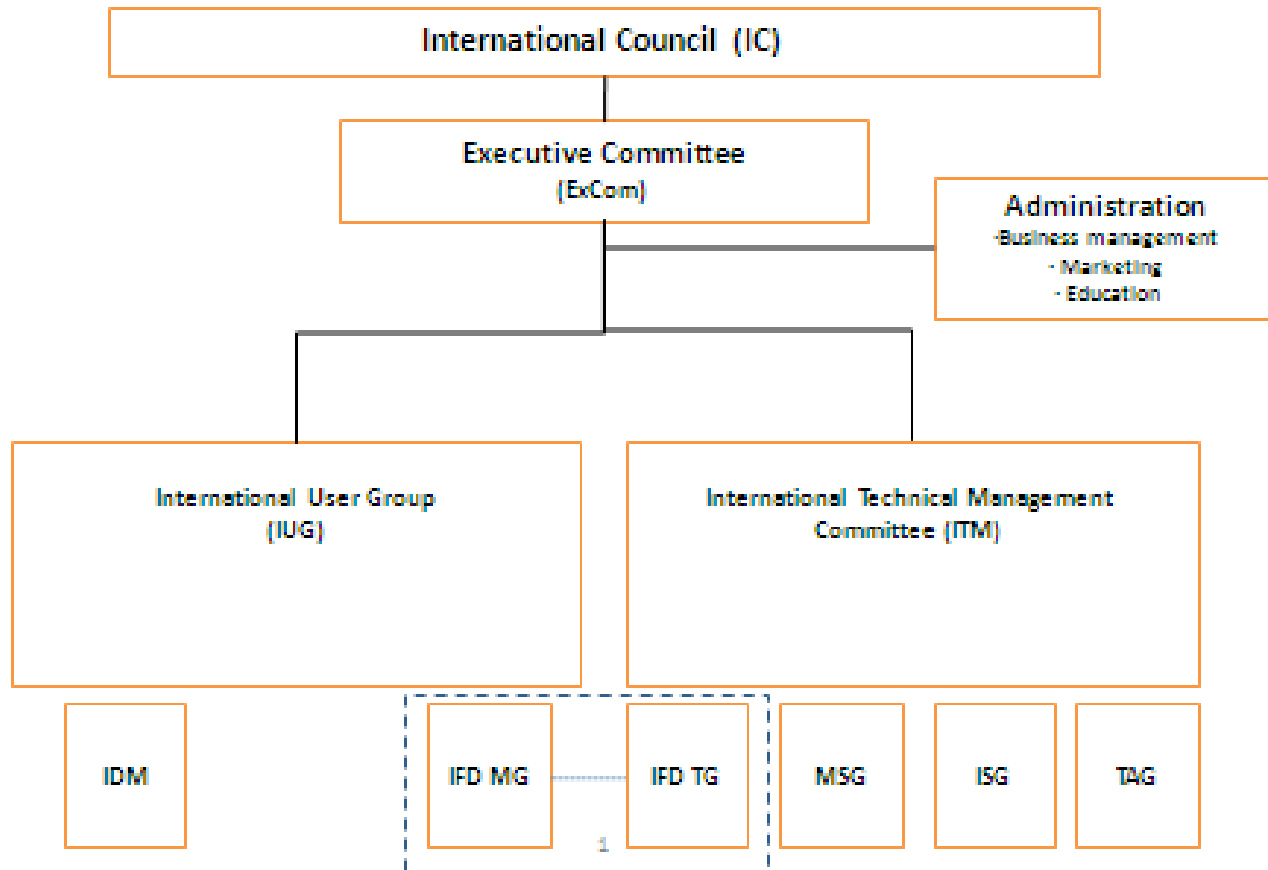 International Council (IC)
Executive Committee
(ExCom)
Administration
-Business management
- Marketing
- Education
International User Group
(IUG)
International Technical Management
Committee (ITM)
IDM
IFD MG
IFD TG
MSG
ISG
TAG
1